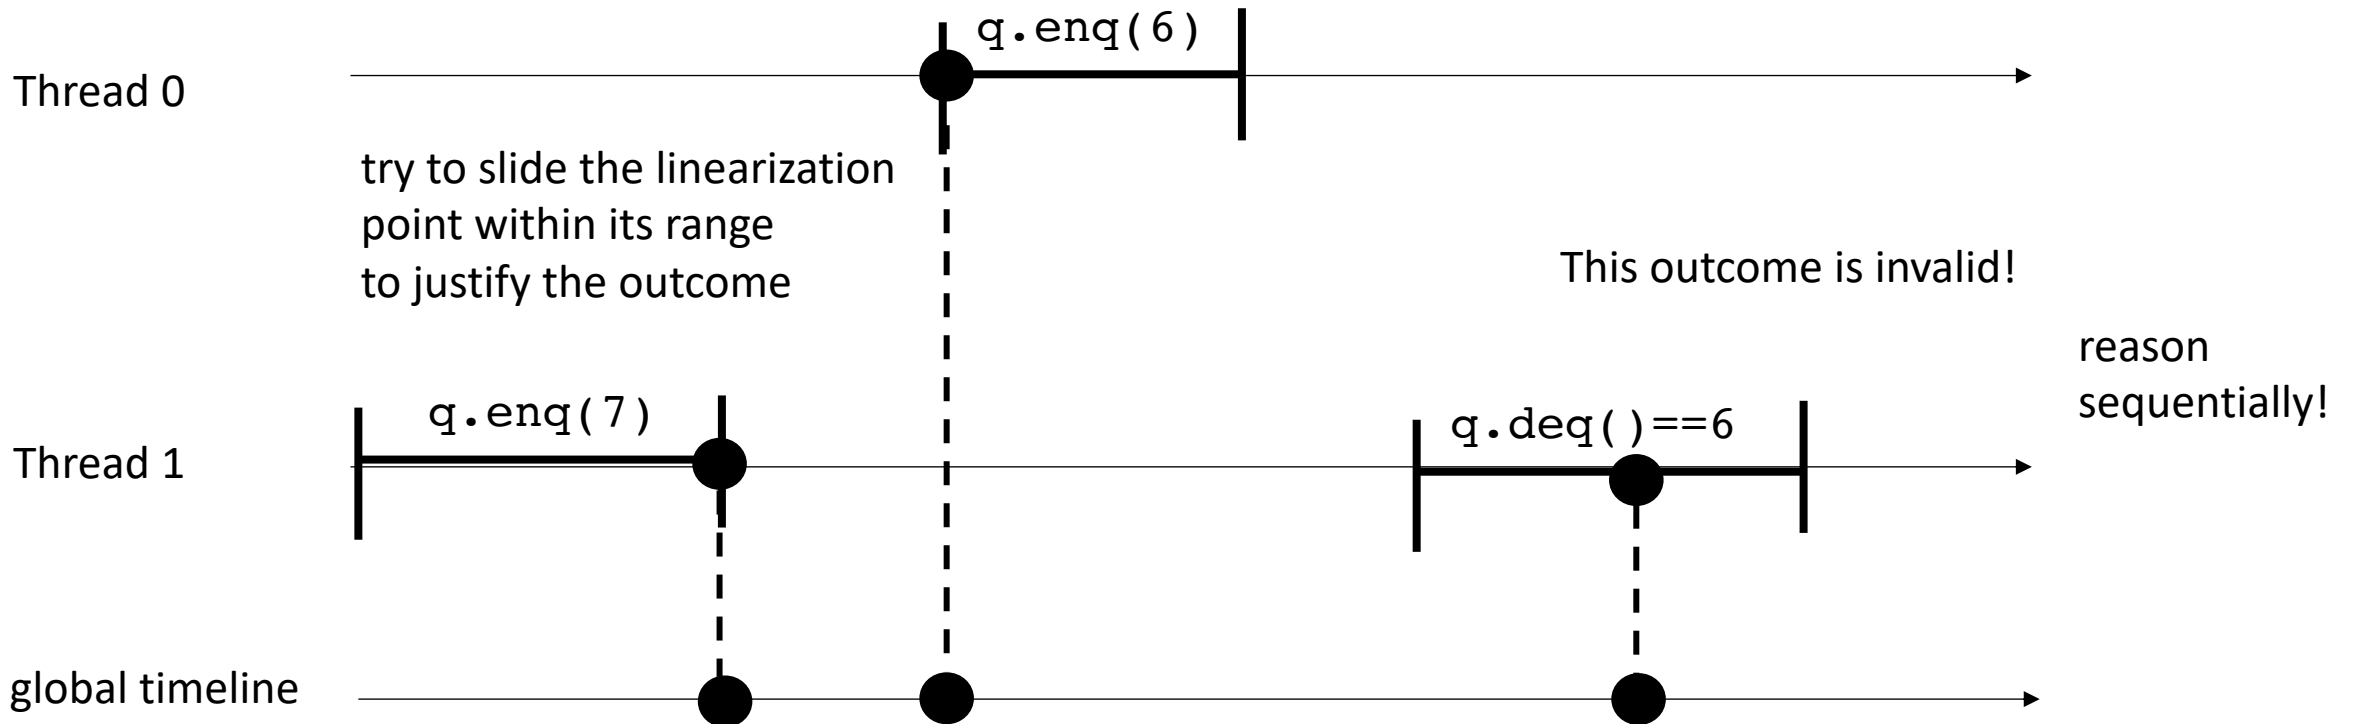 q.enq(6)
Thread 0
try to slide the linearization
point within its range
to justify the outcome
This outcome is invalid!
reason
sequentially!
q.enq(7)
q.deq()==6
Thread 1
global timeline